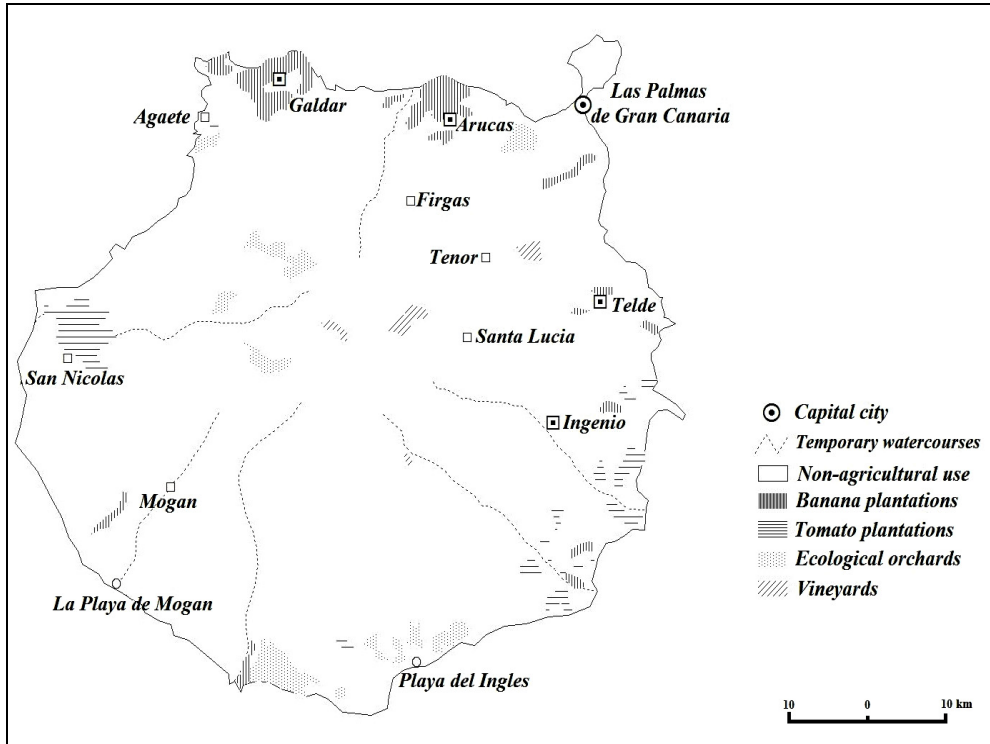 Galdar
Agaete
Arucas
Las Palmas
de Gran Canaria
Firgas
Tenor
Telde
Santa Lucia
San Nicolas
Ingenio
Mogan
La Playa de Mogan
Playa del Ingles
Capital city
Temporary watercourses
Non-agricultural use
Banana plantations
Tomato plantations
Ecological orchards
Vineyards
10 0 10 km